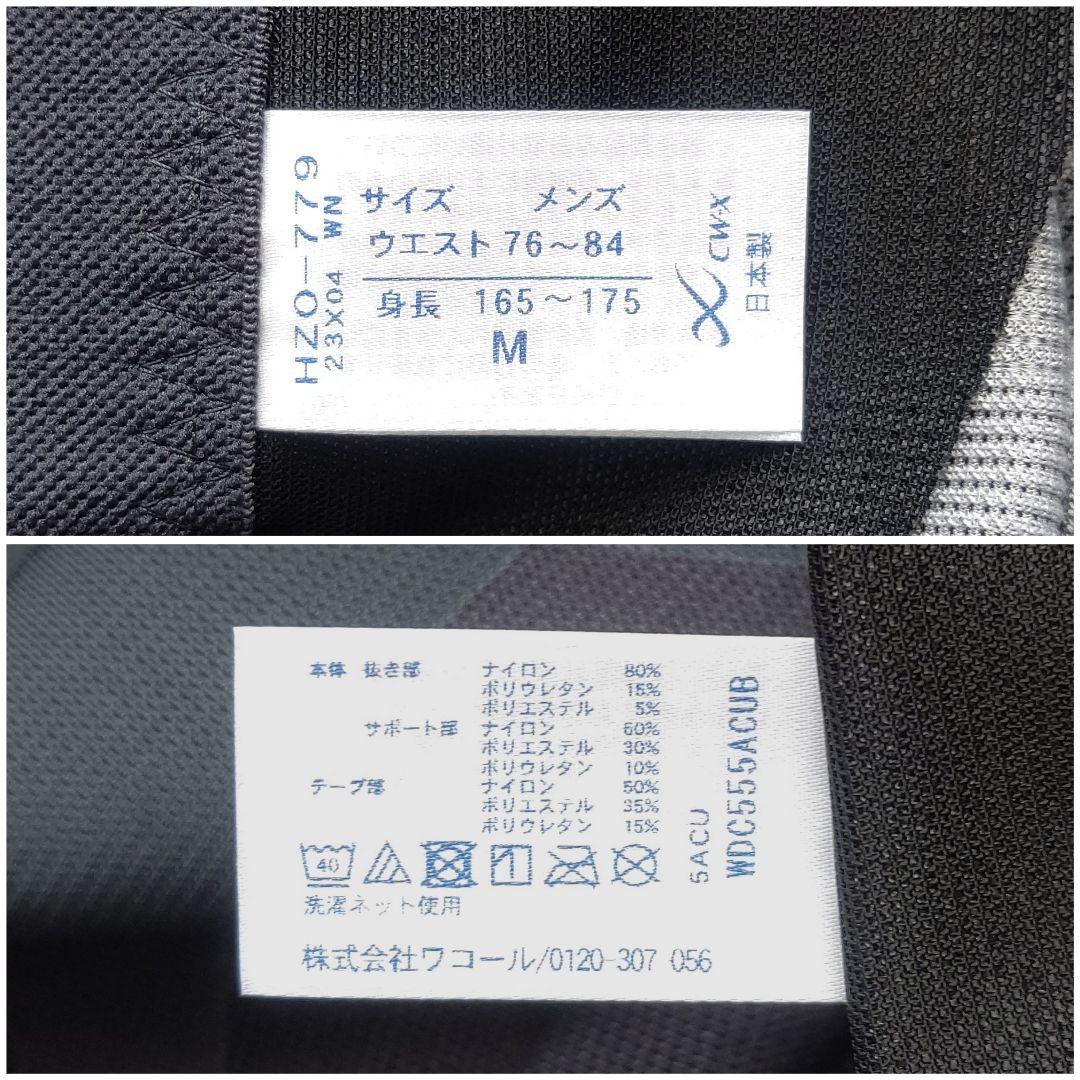 HZO-779
23X04 WN
サイズ メンズ
ウエスト 76～84
身長 165～175
M
CW-X
日本製
本体 抜き部 ナイロン 80%
ポリウレタン 15%
ポリエステル 5%
サポート部 ナイロン 60%
ポリエステル 30%
ポリウレタン 10%
テープ部 ナイロン 50%
ポリエステル 35%
ポリウレタン 15%
40
洗濯ネット使用
株式会社ワコール/0120-307 056
5ACU
WDC555ACUB